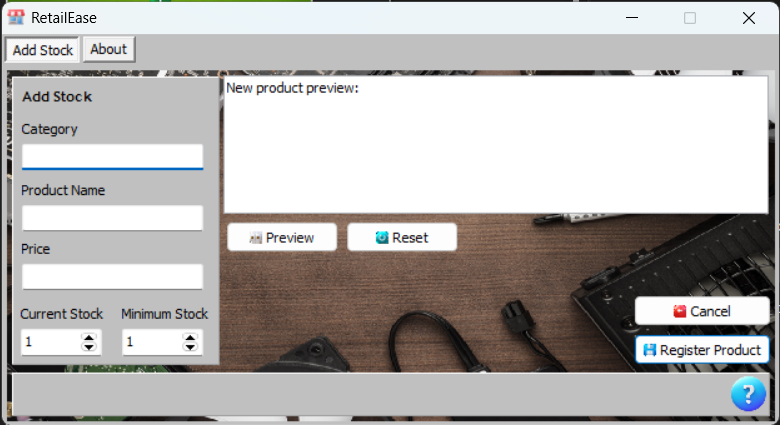 RetailEase
Add Stock About
Add Stock
Category
Product Name
Price
Current Stock Minimum Stock
1 1
New product preview:
Preview Reset
Cancel
Register Product
?